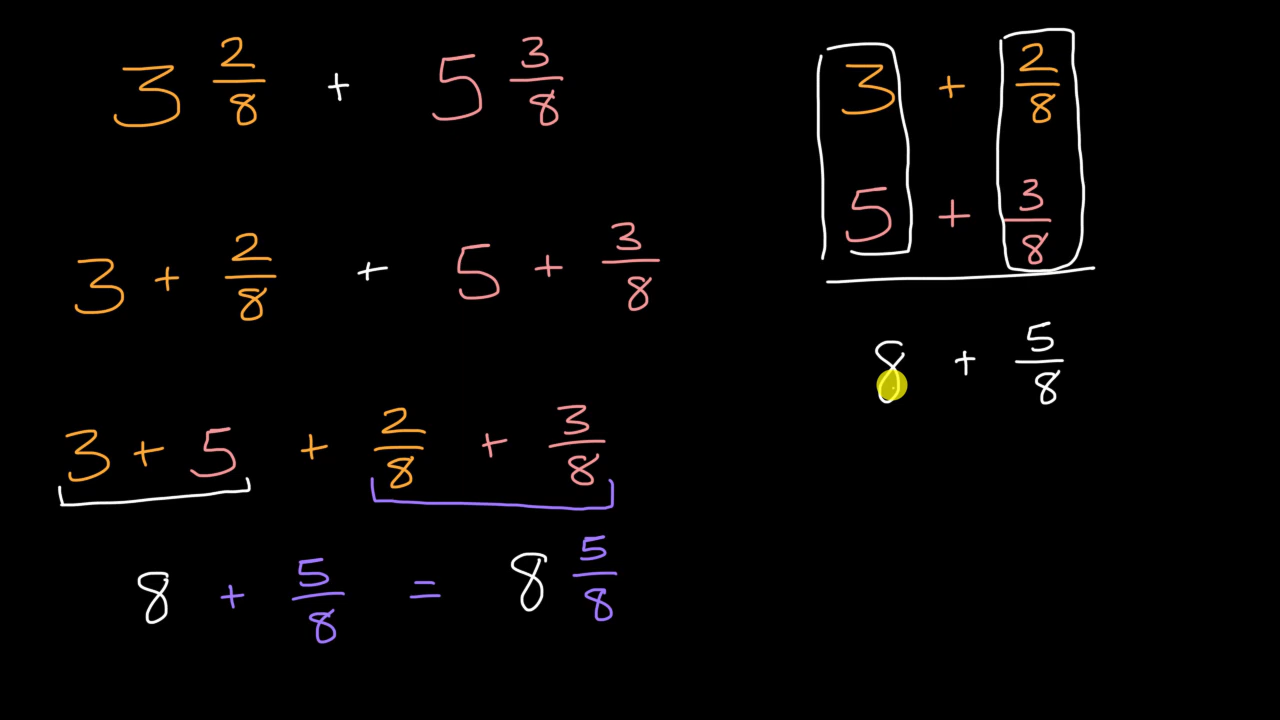 3 2/8 + 5 3/8
3 + 2/8 + 5 + 3/8
3 + 5 + 2/8 + 3/8
8 + 5/8 = 8 5/8
3 + 2/8
5 + 3/8
8 + 5/8